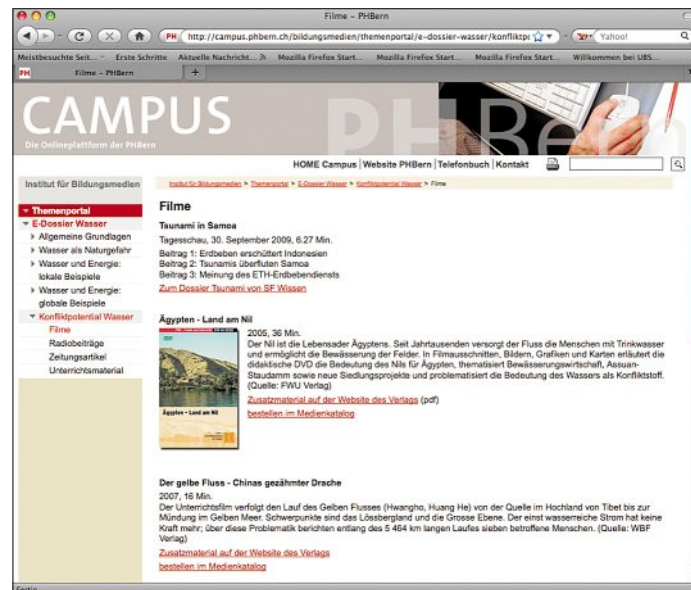 Filme – PHBern
http://campus.phbern.ch/bildungsmedien/themenportal/e-dossier-wasser/konfliktpo
Yahoo!
Meistbesuchte Seit... Erste Schritte Aktuelle Nachricht... Mozilla Firefox Start... Mozilla Firefox Start... Mozilla Firefox Start... Willkommen bei UBS...
PH Filme – PHBern +
CAMPUS
PHBern
Die Onlineplattform der PHBern
HOME Campus | Website PHBern | Telefonbuch | Kontakt
Institut für Bildungsmedien
Institut für Bildungsmedien > Themenportal > E-Dossier Wasser > Konfliktpotential Wasser > Filme
Themenportal
E-Dossier Wasser
Allgemeine Grundlagen
Wasser als Naturgefahr
Wasser und Energie:
lokale Beispiele
Wasser und Energie:
globale Beispiele
Konfliktpotential Wasser
Filme
Radiobeiträge
Zeitungsartikel
Unterrichtsmaterial
Filme
Tsunami in Samoa
Tagesschau, 30. September 2009, 6.27 Min.
Beitrag 1: Erdbeben erschüttert Indonesien
Beitrag 2: Tsunamis überfluten Samoa
Beitrag 3: Meinung des ETH-Erdbebendiensts
Zum Dossier Tsunami von SF Wissen
Ägypten - Land am Nil
2005, 36 Min.
Der Nil ist die Lebensader Ägyptens. Seit Jahrtausenden versorgt der Fluss die Menschen mit Trinkwasser
und ermöglicht die Bewässerung der Felder. In Filmausschnitten, Bildern, Grafiken und Karten erläutert die
didaktische DVD die Bedeutung des Nils für Ägypten, thematisiert Bewässerungswirtschaft, Assuan-
Staudamm sowie neue Siedlungsprojekte und problematisiert die Bedeutung des Wassers als Konfliktstoff.
(Quelle: FWU Verlag)
Zusatzmaterial auf der Website des Verlags (pdf)
bestellen im Medienkatalog
Ägypten – Land am Nil
Der gelbe Fluss - Chinas gezähmter Drache
2007, 16 Min.
Der Unterrichtsfilm verfolgt den Lauf des Gelben Flusses (Hwangho, Huang He) von der Quelle im Hochland von Tibet bis zur
Mündung im Gelben Meer. Schwerpunkte sind das Lössbergland und die Grosse Ebene. Der einst wasserreiche Strom hat keine
Kraft mehr; über diese Problematik berichten entlang des 5 464 km langen Laufes sieben betroffene Menschen. (Quelle: WBF
Verlag)
Zusatzmaterial auf der Website des Verlags
bestellen im Medienkatalog
Fertig